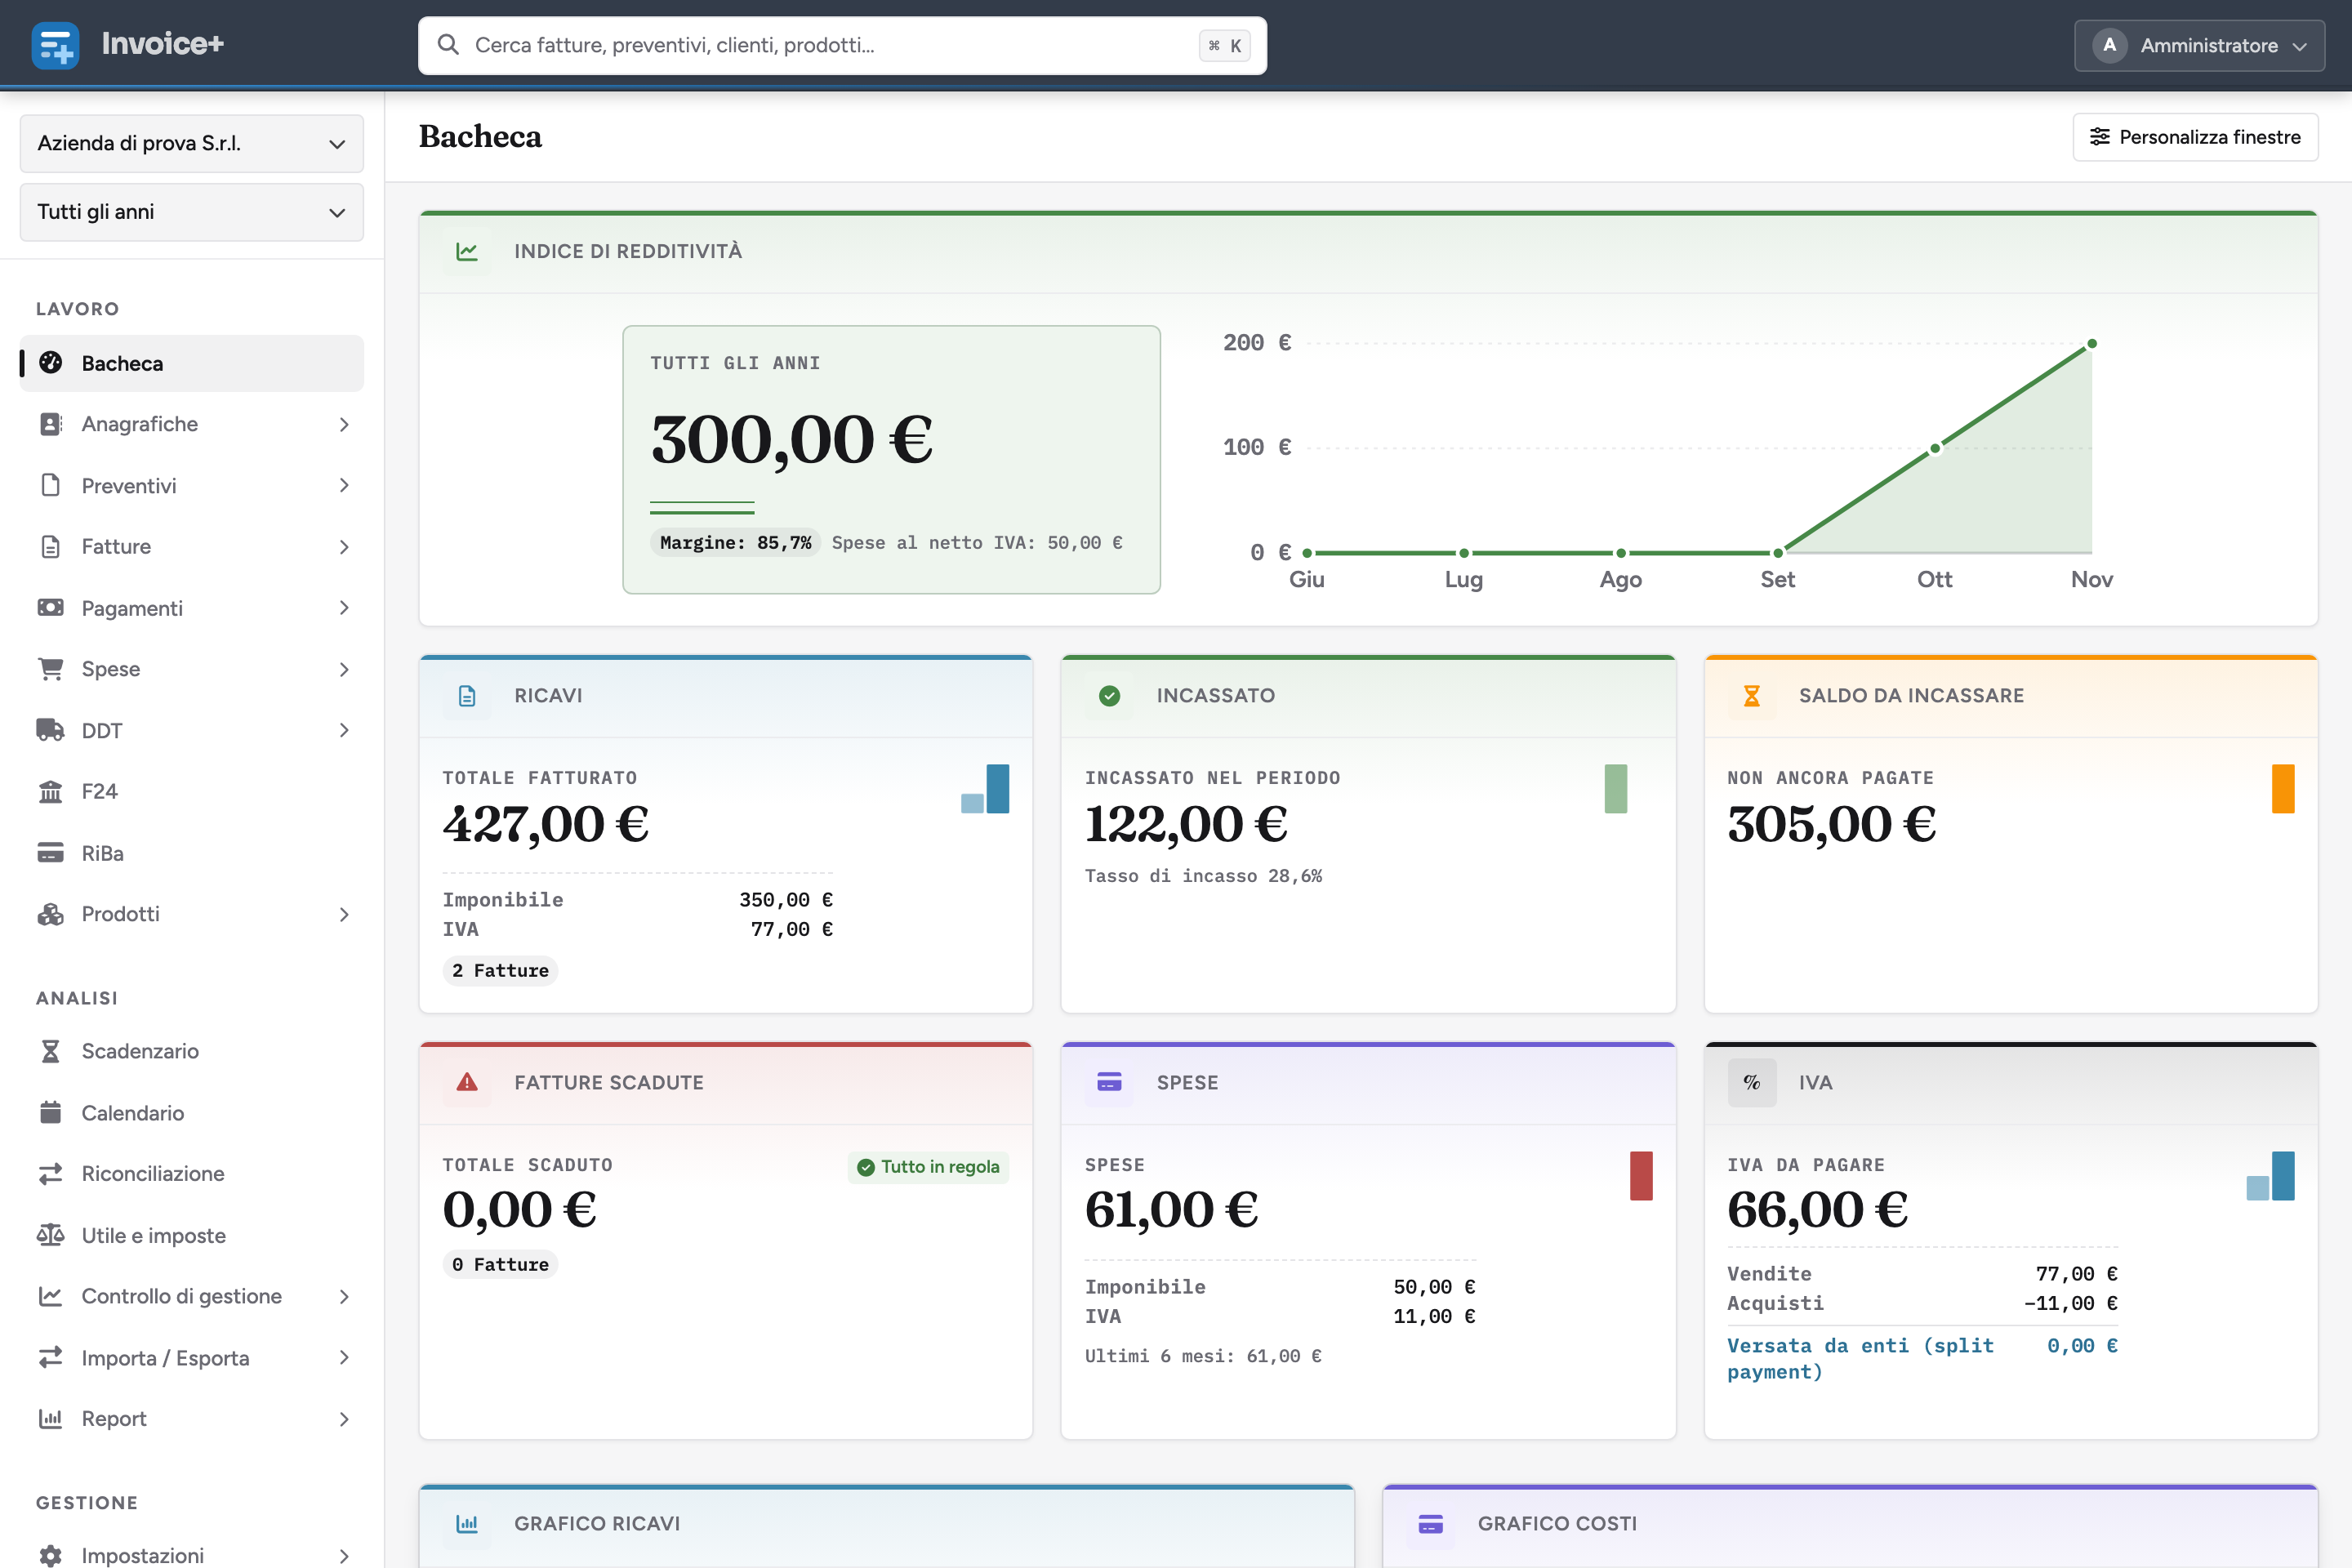 Invoice+
Cerca fatture, preventivi, clienti, prodotti...
⌘ K
A
Amministratore
Azienda di prova S.r.l.
Tutti gli anni
LAVORO
Bacheca
Anagrafiche
Preventivi
Fatture
Pagamenti
Spese
DDT
F24
RiBa
Prodotti
ANALISI
Scadenzario
Calendario
Riconciliazione
Utile e imposte
Controllo di gestione
Importa / Esporta
Report
GESTIONE
Impostazioni
Bacheca
Personalizza finestre
INDICE DI REDDITIVITÀ
TUTTI GLI ANNI
300,00 €
Margine: 85,7% Spese al netto IVA: 50,00 €
200 €
100 €
0 €
Giu Lug Ago Set Ott Nov
RICAVI
TOTALE FATTURATO
427,00 €
Imponibile 350,00 €
IVA 77,00 €
2 Fatture
INCASSATO
INCASSATO NEL PERIODO
122,00 €
Tasso di incasso 28,6%
SALDO DA INCASSARE
NON ANCORA PAGATE
305,00 €
FATTURE SCADUTE
TOTALE SCADUTO
Tutto in regola
0,00 €
0 Fatture
SPESE
SPESE
61,00 €
Imponibile 50,00 €
IVA 11,00 €
Ultimi 6 mesi: 61,00 €
% IVA
IVA DA PAGARE
66,00 €
Vendite 77,00 €
Acquisti −11,00 €
Versata da enti (split 0,00 €
payment)
GRAFICO RICAVI
GRAFICO COSTI